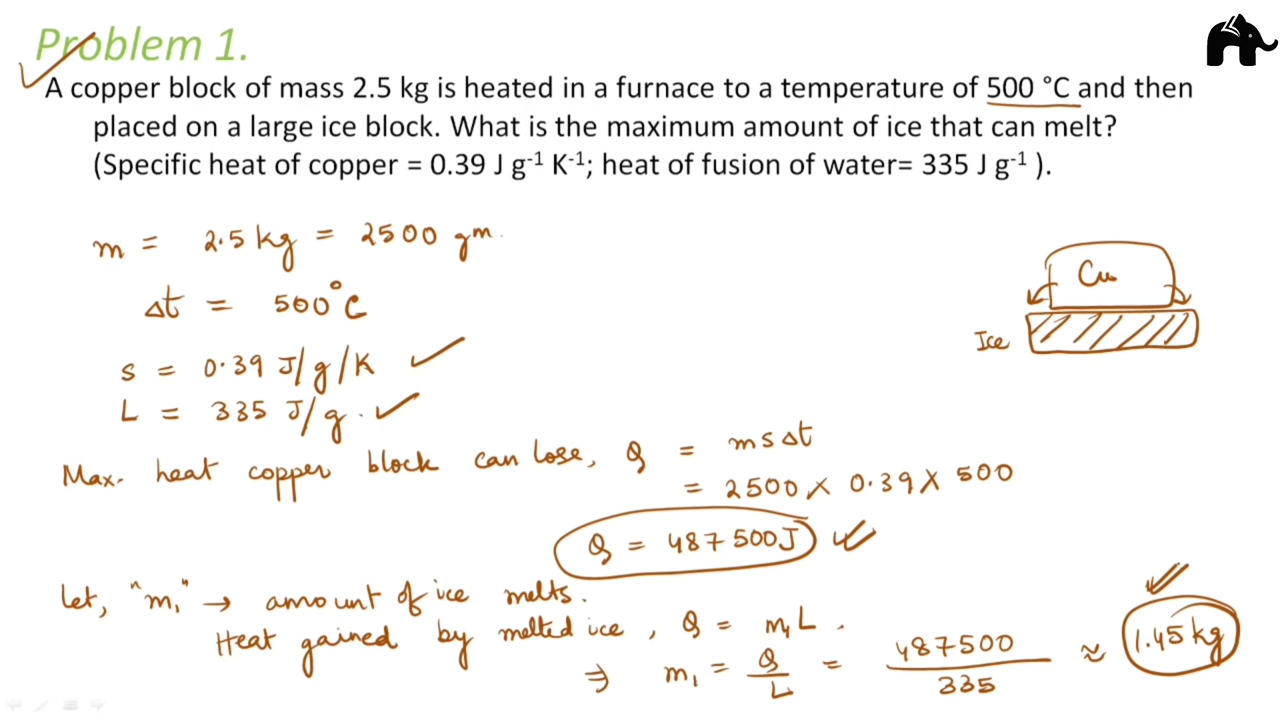 Problem 1.
A copper block of mass 2.5 kg is heated in a furnace to a temperature of 500 °C and then
placed on a large ice block. What is the maximum amount of ice that can melt?
(Specific heat of copper = 0.39 J g⁻¹ K⁻¹; heat of fusion of water= 335 J g⁻¹ ).
m = 2.5 kg = 2500 gm.
Δt = 500°C
Cu
S = 0.39 J/g/K
Ice
L = 335 J/g.
Max. heat copper block can lose, Q = msΔt
= 2500 × 0.39 × 500
Q = 487500J
Let, "m₁" → amount of ice melts.
Heat gained by melted ice, Q = m₁L.
⇒ m₁ = Q/L = 487500/335 ≈ 1.45 kg